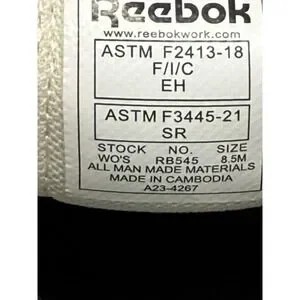 Reebok
www.reebokwork.com
ASTM F2413-18
F/I/C
EH
ASTM F3445-21
SR
STOCK NO. SIZE
WO'S RB545 8.5M
ALL MAN MADE MATERIALS
MADE IN CAMBODIA
A23-4267